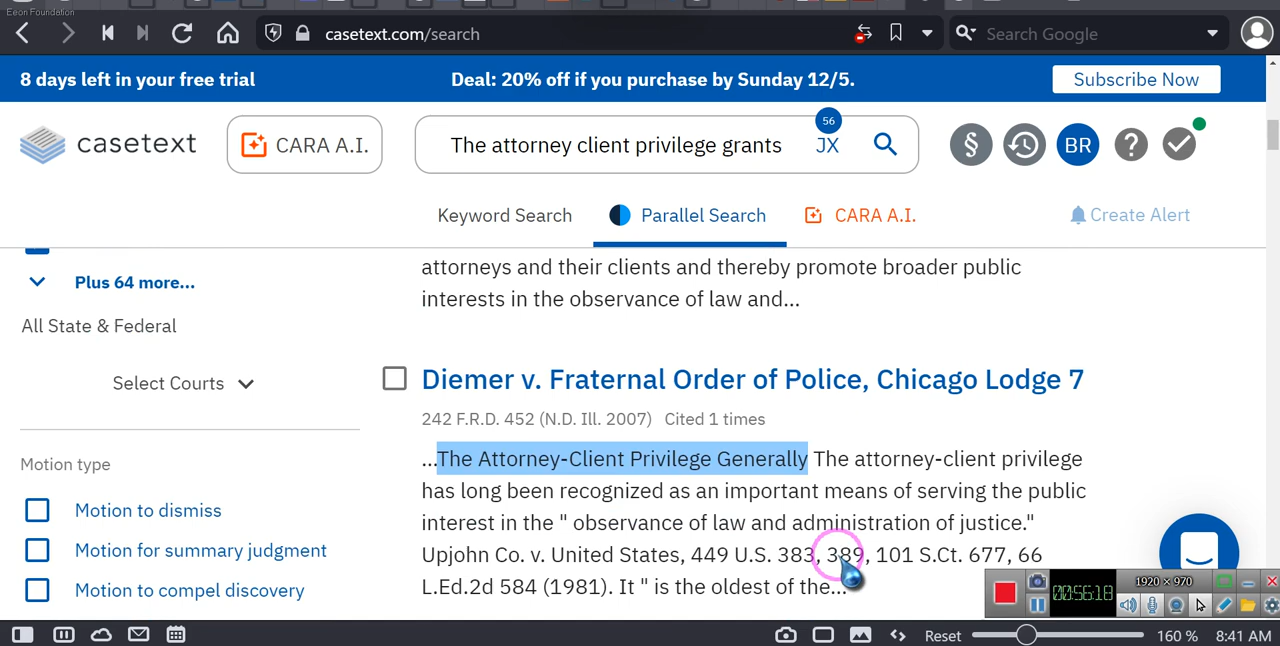 Eeon Foundation
casetext.com/search
Search Google
8 days left in your free trial
Deal: 20% off if you purchase by Sunday 12/5.
Subscribe Now
casetext
CARA A.I.
The attorney client privilege grants
56
JX
§
BR
?
Keyword Search
Parallel Search
CARA A.I.
Create Alert
Plus 64 more...
All State & Federal
Select Courts
Motion type
Motion to dismiss
Motion for summary judgment
Motion to compel discovery
attorneys and their clients and thereby promote broader public
interests in the observance of law and...
Diemer v. Fraternal Order of Police, Chicago Lodge 7
242 F.R.D. 452 (N.D. Ill. 2007) Cited 1 times
...The Attorney-Client Privilege Generally The attorney-client privilege
has long been recognized as an important means of serving the public
interest in the " observance of law and administration of justice."
Upjohn Co. v. United States, 449 U.S. 383, 389, 101 S.Ct. 677, 66
L.Ed.2d 584 (1981). It " is the oldest of the...
00:56:18
1920 × 970
Reset
160 %
8:41 AM